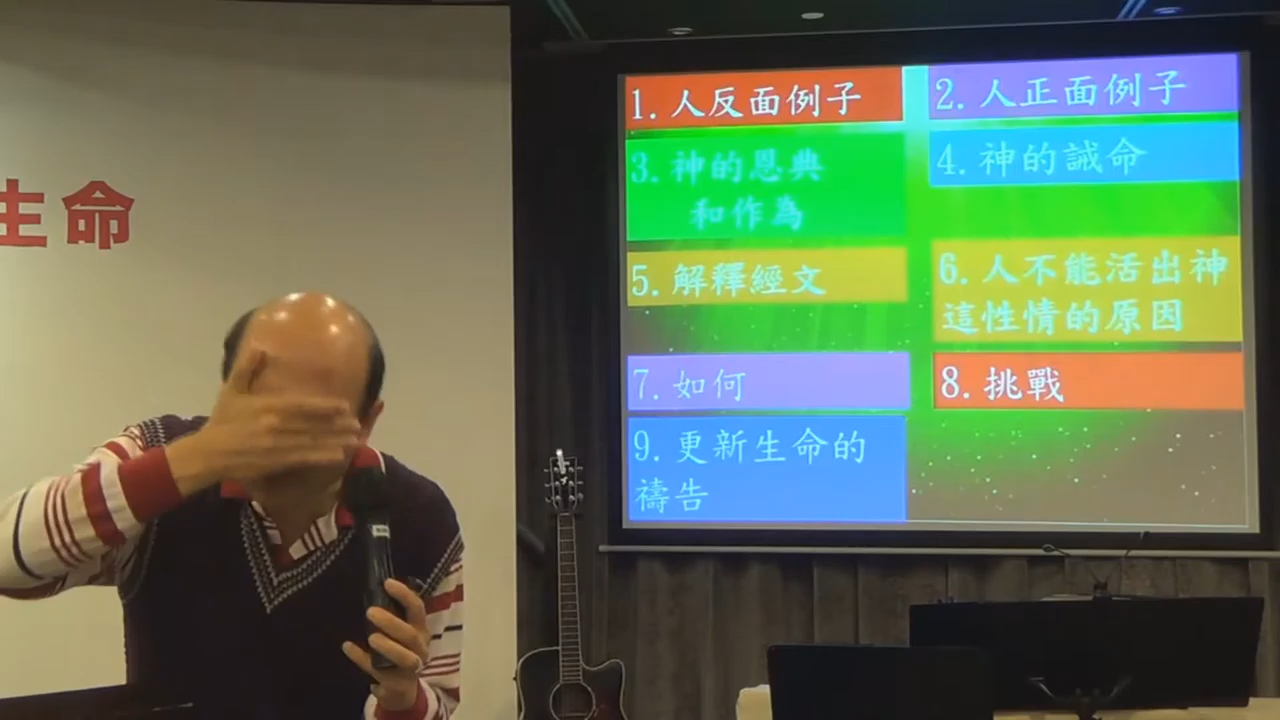 生命
1.人反面例子
2.人正面例子
3.神的恩典
和作為
4.神的誡命
5.解釋經文
6.人不能活出神
這性情的原因
7.如何
8.挑戰
9.更新生命的
禱告